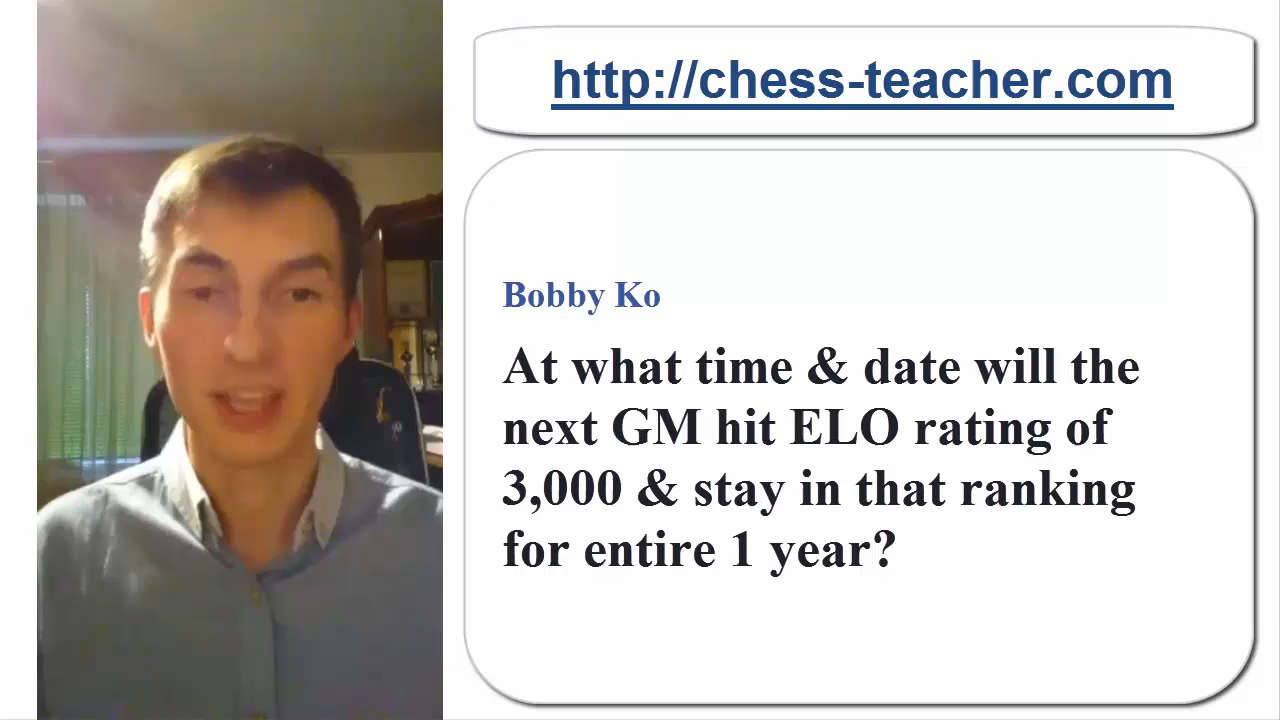 http://chess-teacher.com
Bobby Ko
At what time & date will the
next GM hit ELO rating of
3,000 & stay in that ranking
for entire 1 year?